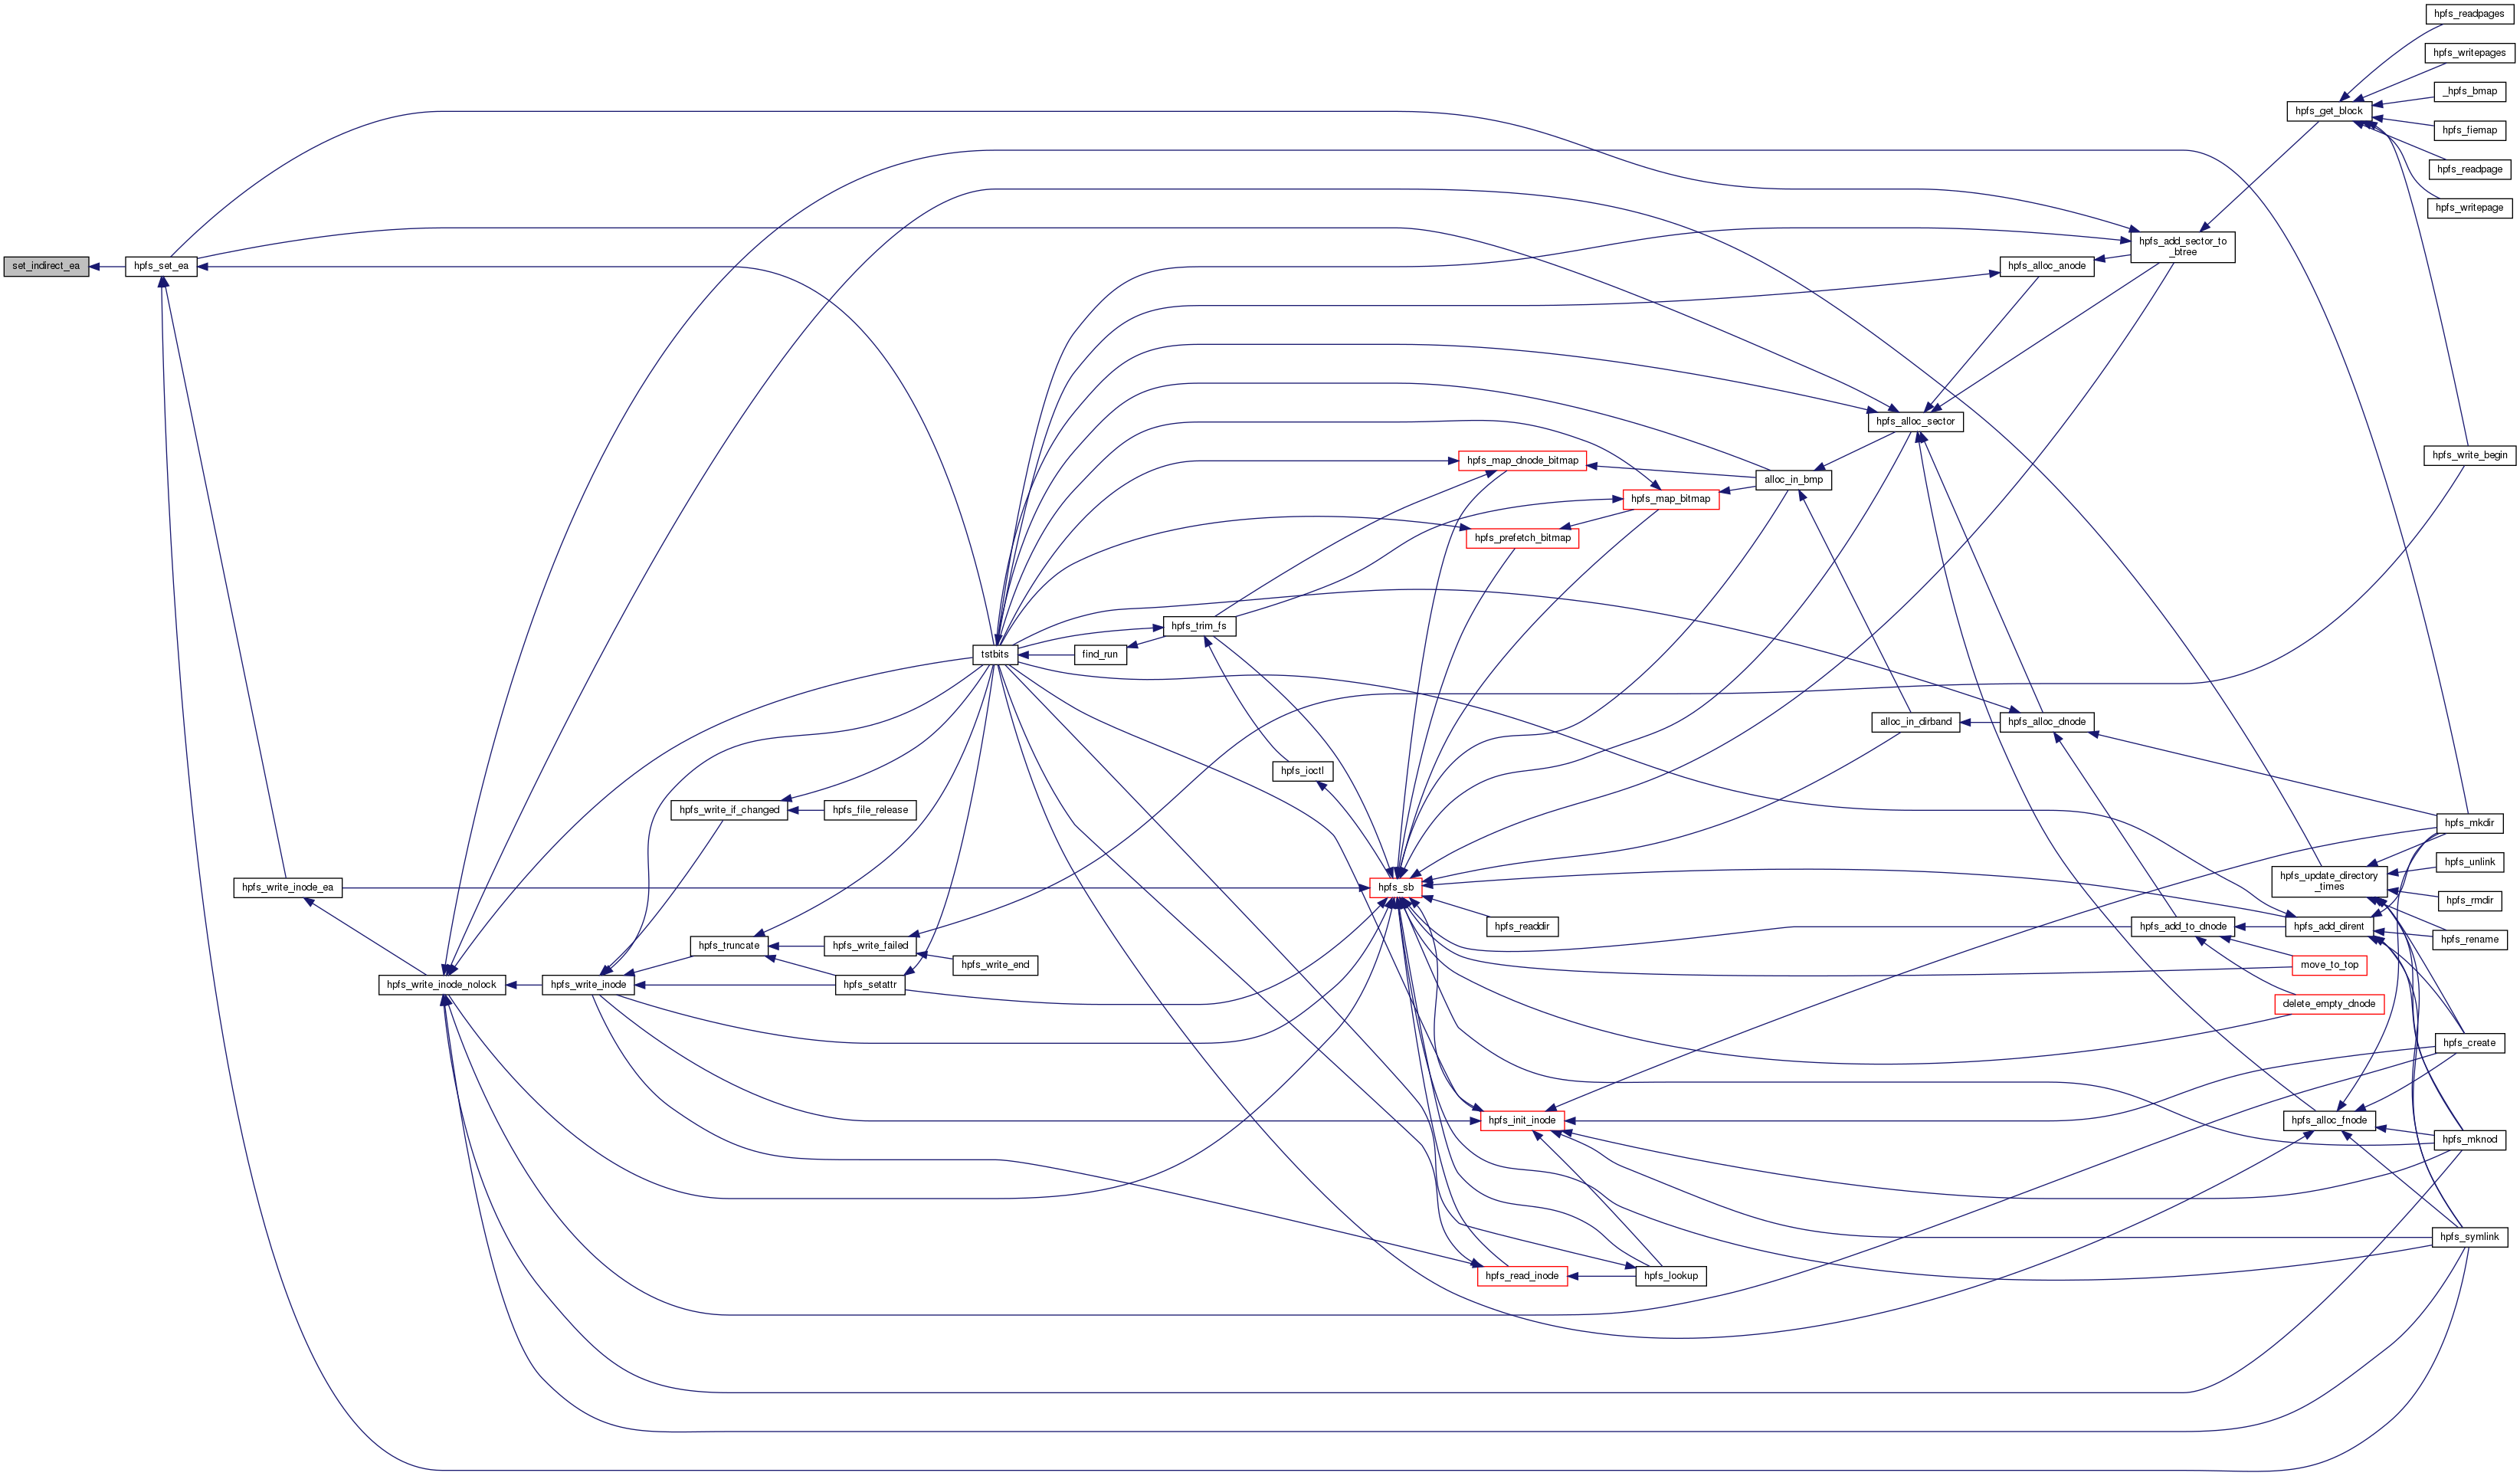 hpfs_readpages
hpfs_writepages
_hpfs_bmap
hpfs_get_block
hpfs_fiemap
hpfs_readpage
hpfs_writepage
hpfs_add_sector_to
_btree
set_indirect_ea
hpfs_set_ea
hpfs_alloc_anode
hpfs_alloc_sector
hpfs_write_begin
hpfs_map_dnode_bitmap
alloc_in_bmp
hpfs_map_bitmap
hpfs_prefetch_bitmap
hpfs_trim_fs
tstbits
find_run
alloc_in_dirband
hpfs_alloc_dnode
hpfs_ioctl
hpfs_write_if_changed
hpfs_file_release
hpfs_mkdir
hpfs_unlink
hpfs_update_directory
_times
hpfs_write_inode_ea
hpfs_sb
hpfs_rmdir
hpfs_readdir
hpfs_add_to_dnode
hpfs_add_dirent
hpfs_rename
hpfs_truncate
hpfs_write_failed
hpfs_write_end
move_to_top
hpfs_write_inode_nolock
hpfs_write_inode
hpfs_setattr
delete_empty_dnode
hpfs_create
hpfs_init_inode
hpfs_alloc_fnode
hpfs_mknod
hpfs_symlink
hpfs_read_inode
hpfs_lookup